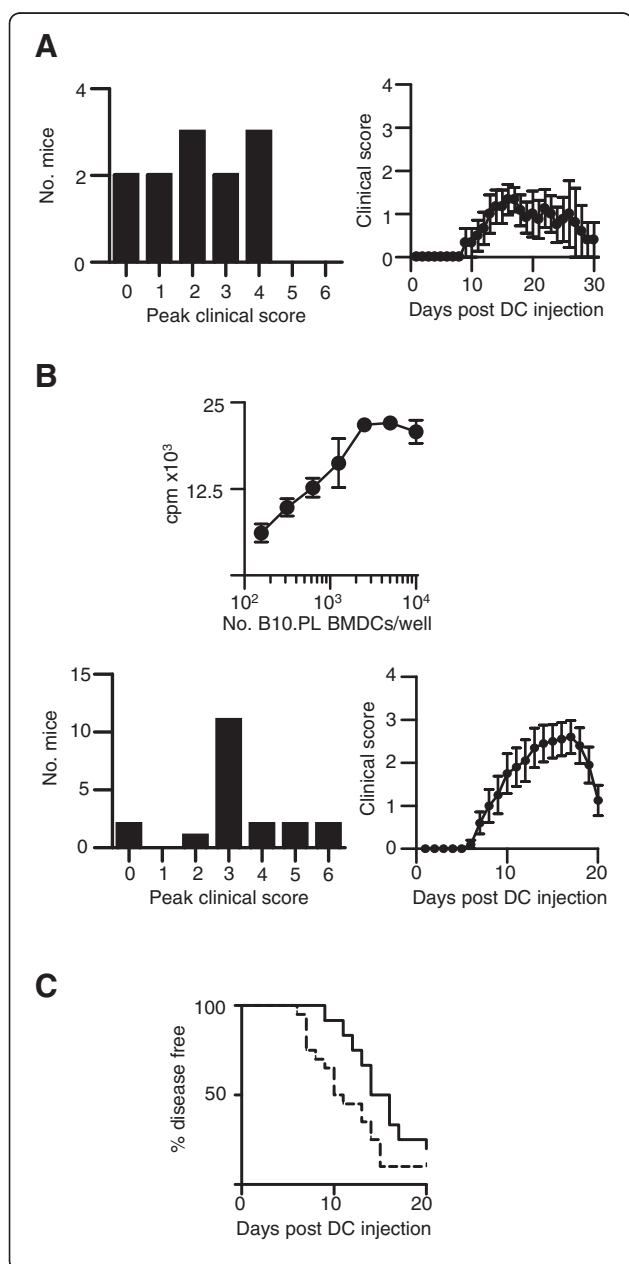 A
No. mice
4
2
0
0 1 2 3 4 5 6
Peak clinical score
Clinical score
4
3
2
1
0
0 10 20 30
Days post DC injection
B
cpm x10³
25
12.5
10² 10³ 10⁴
No. B10.PL BMDCs/well
No. mice
15
10
5
0
0 1 2 3 4 5 6
Peak clinical score
Clinical score
4
3
2
1
0
0 10 20
Days post DC injection
C
% disease free
100
50
0 10 20
Days post DC injection